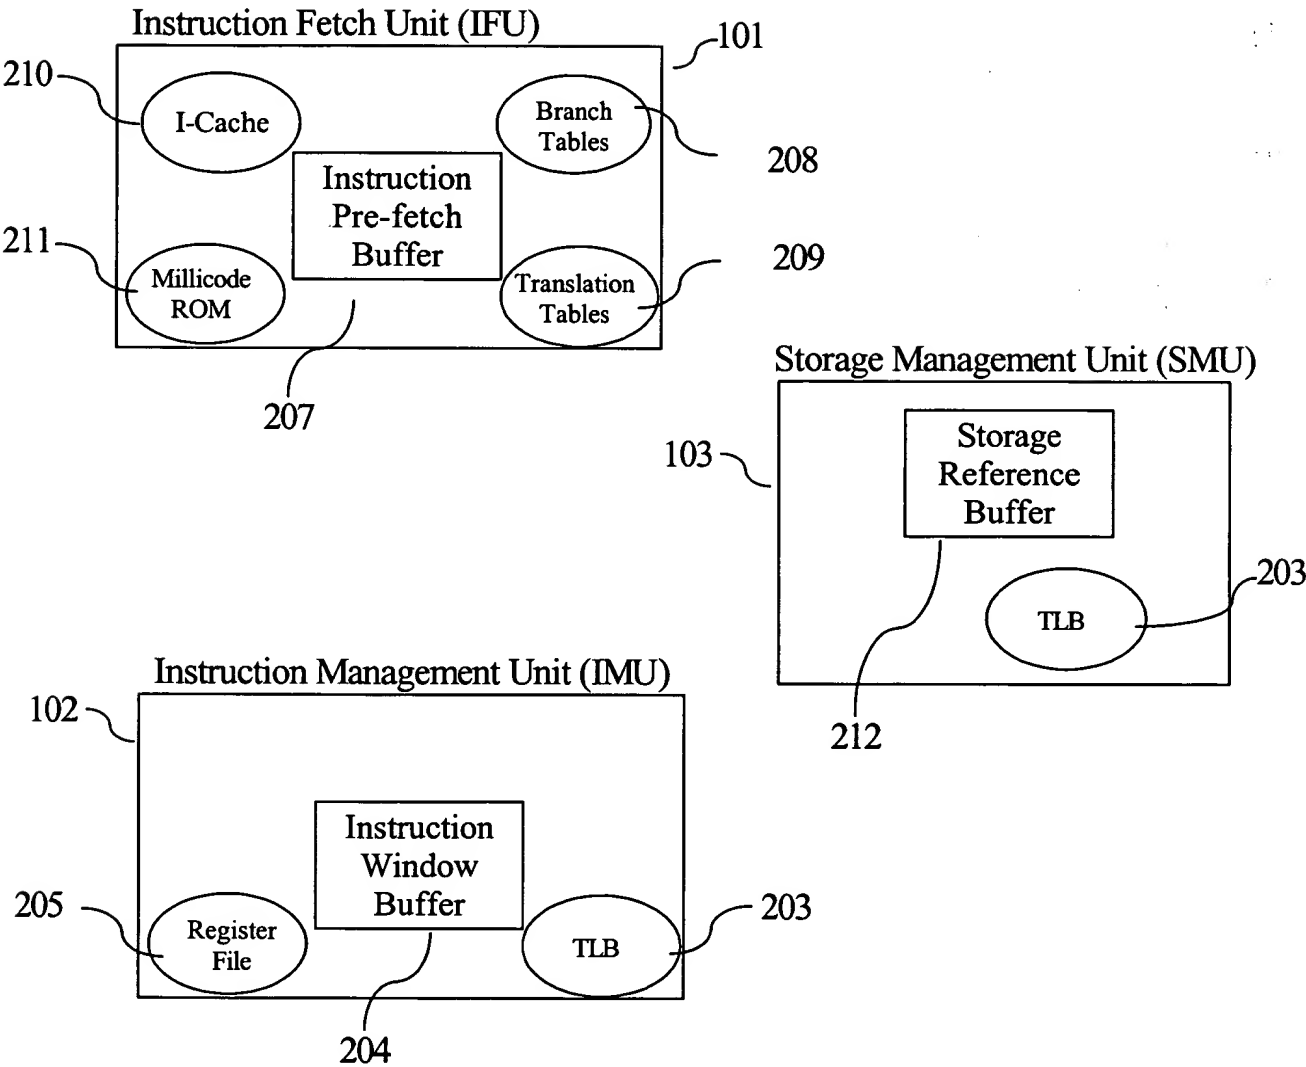 Instruction Fetch Unit (IFU)
101
210
I-Cache
Branch
Tables
208
Instruction
Pre-fetch
Buffer
211
Millicode
ROM
Translation
Tables
209
207
Storage Management Unit (SMU)
103
Storage
Reference
Buffer
TLB
203
212
Instruction Management Unit (IMU)
102
Instruction
Window
Buffer
205
Register
File
TLB
203
204